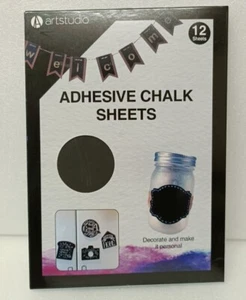 artstudio
welcome
12
Sheets
ADHESIVE CHALK
SHEETS
Decorate and make
it personal